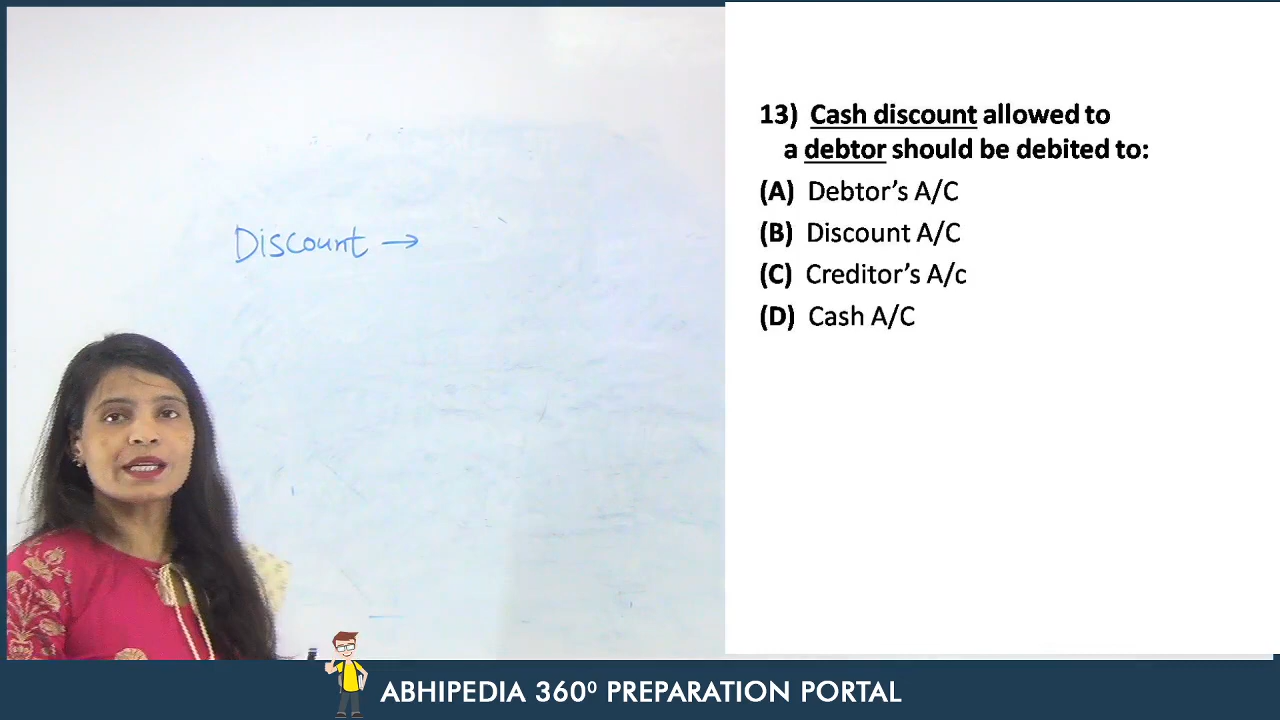 Discount →
13) Cash discount allowed to
a debtor should be debited to:
(A) Debtor’s A/C
(B) Discount A/C
(C) Creditor’s A/c
(D) Cash A/C
ABHIPEDIA 360⁰ PREPARATION PORTAL